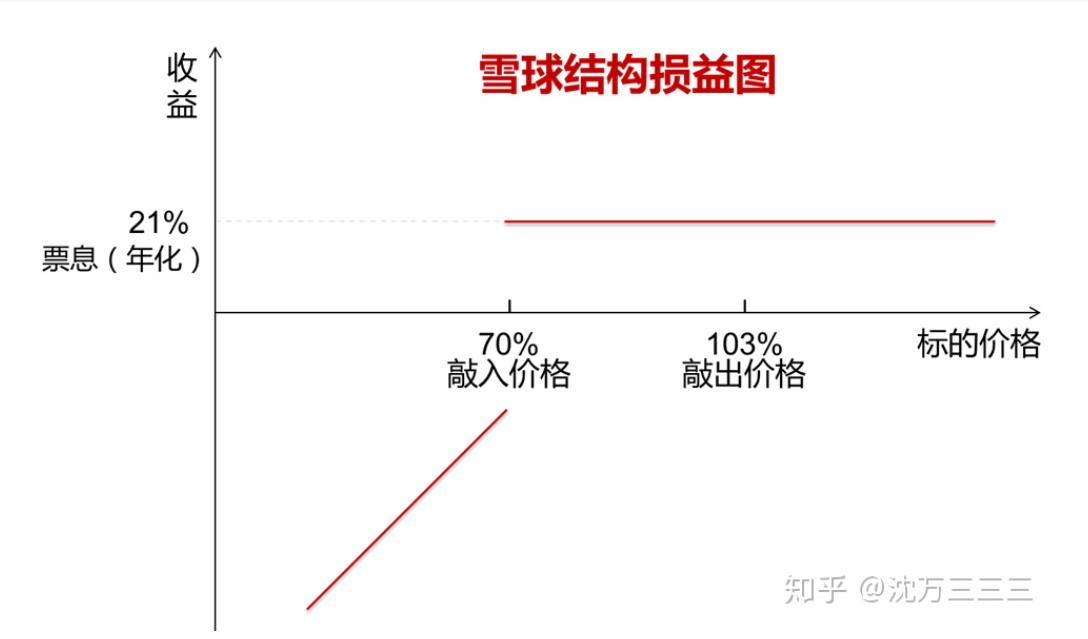 雪球结构损益图
收
益
21%
票息（年化）
70%
敲入价格
103%
敲出价格
标的价格
知乎 @沈万三三三